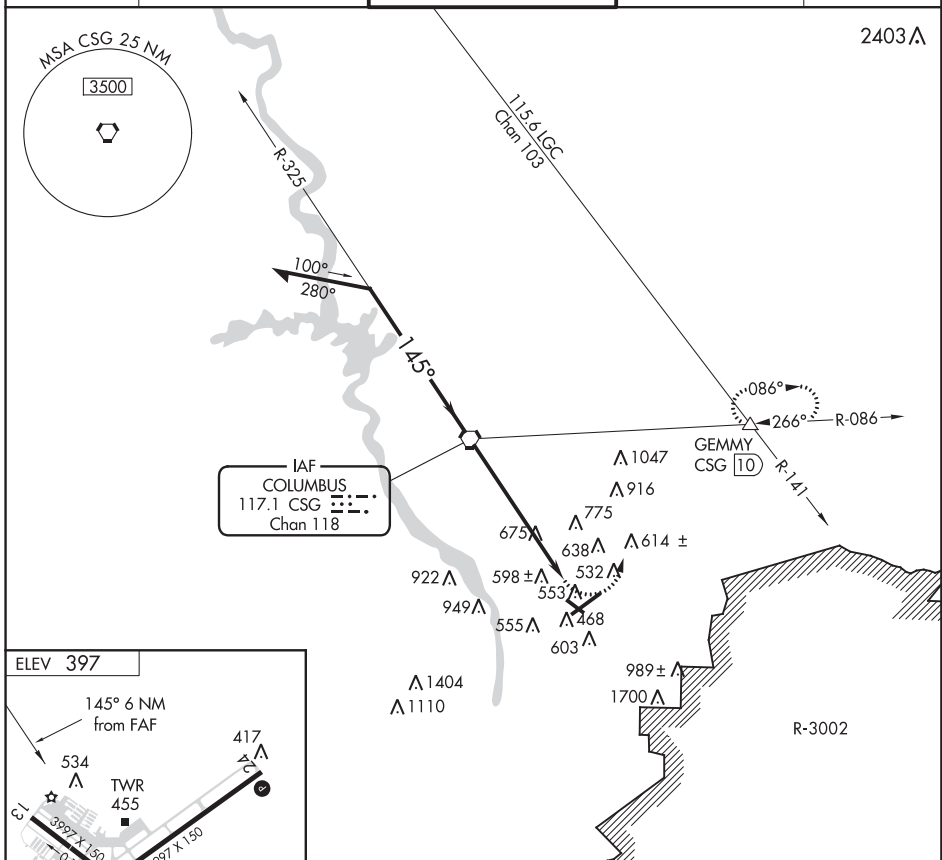 MSA CSG 25 NM
3500
2403
115.6 LGC
Chan 103
R-325
100°
280°
145°
086°
266°
R-086
GEMMY
CSG 10
R-141
IAF
COLUMBUS
117.1 CSG
Chan 118
1047
916
775
675
638
614 ±
598 ±
532
553
922
949
555
468
603
989 ±
1700
1404
1110
R-3002
ELEV 397
145° 6 NM
from FAF
534
TWR
455
417
24
P
13
3997 X 150
97 X 150